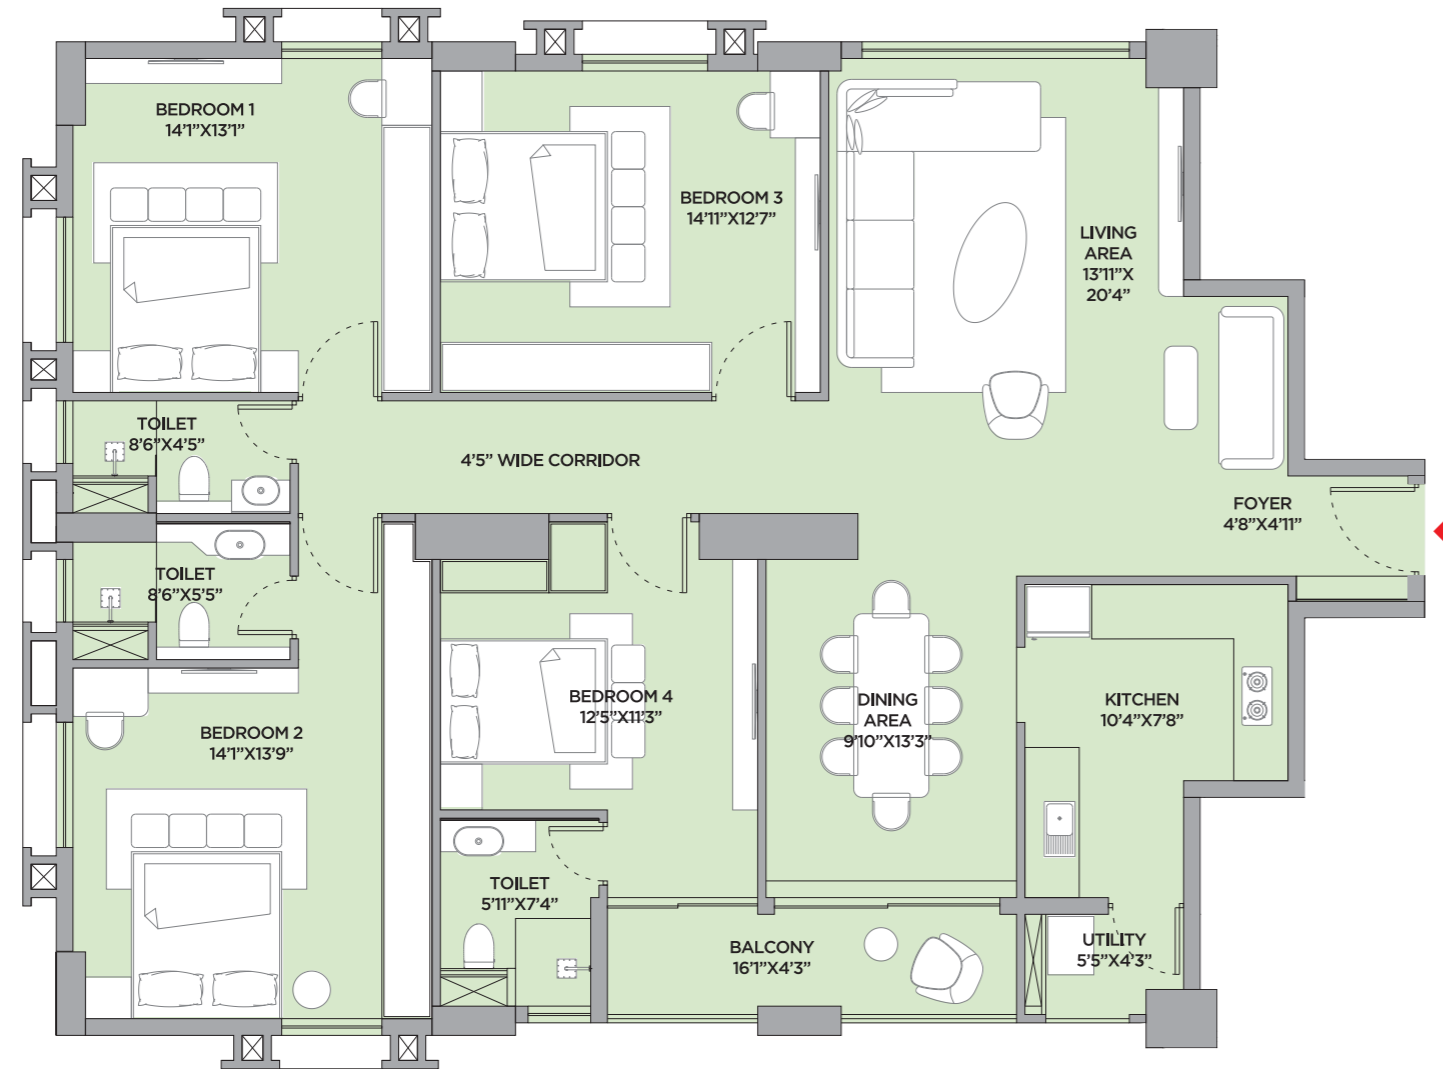 BEDROOM 1
14'1”X13'1”
BEDROOM 3
14'11”X12'7”
LIVING
AREA
13'11”X
20'4”
TOILET
8'6”X4'5”
4'5” WIDE CORRIDOR
FOYER
4'8”X4'11”
TOILET
8'6”X5'5”
BEDROOM 2
14'1”X13'9”
BEDROOM 4
12'5”X11'3”
DINING
AREA
9'10”X13'3”
KITCHEN
10'4”X7'8”
TOILET
5'11”X7'4”
BALCONY
16'1”X4'3”
UTILITY
5'5”X4'3”